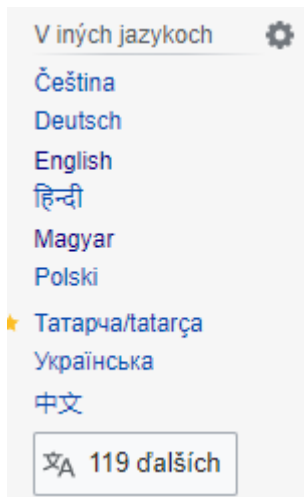 V iných jazykoch
Čeština
Deutsch
English
हिन्दी
Magyar
Polski
Татарча/tatarça
Українська
中文
119 ďalších